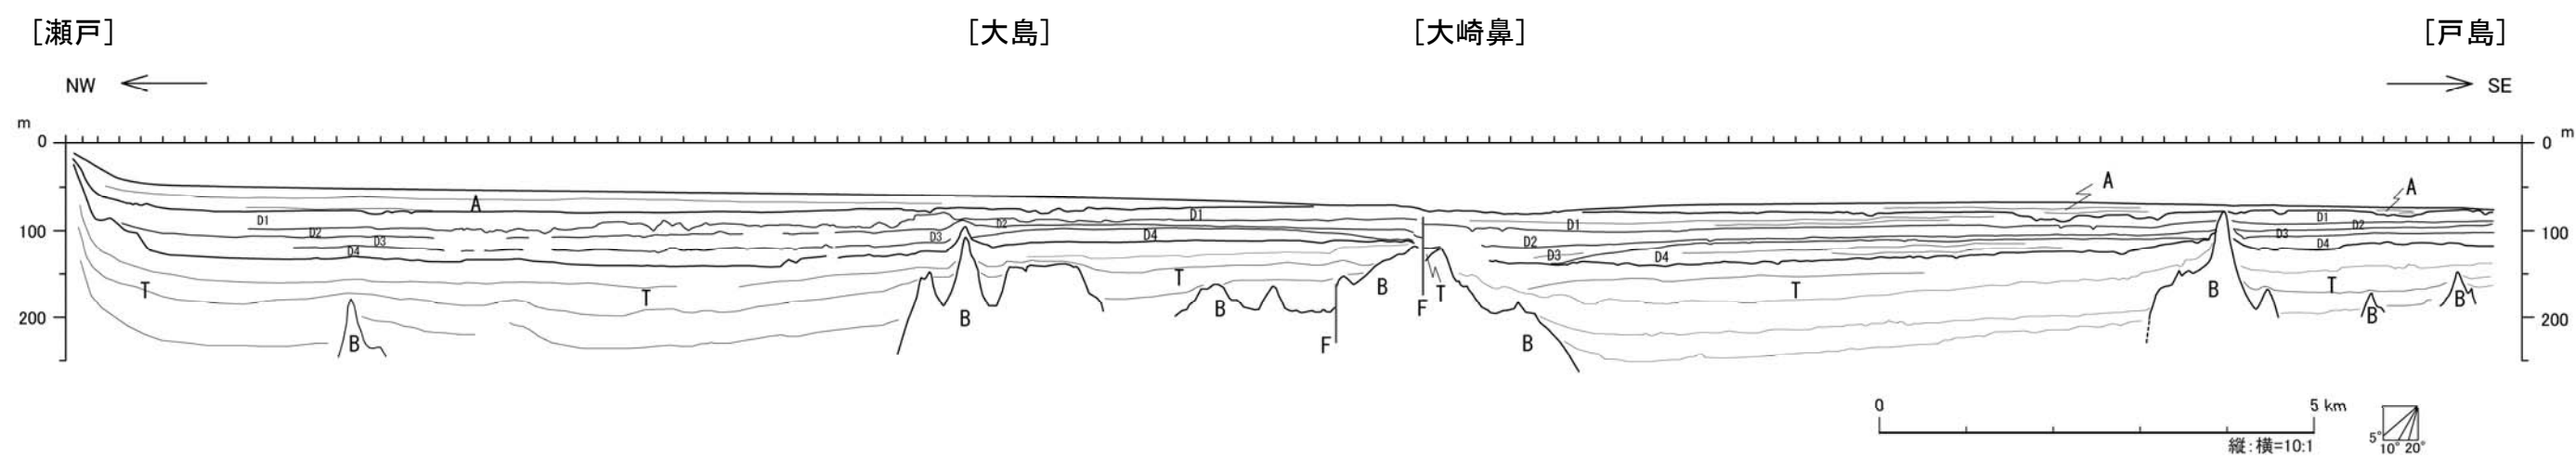 [瀬戸] [大島] [大崎鼻] [戸島]
NW SE
m m
0 0
A A
A
D1 D1 D1 D1
D2 D2 D2 D2
D3 D3 D3 D3
D4 D4 D4 D4
100 100
T T T T T T
B B B B B B B B
200 200
F F
0 5 km
縦:横=10:1
5° 10° 20°